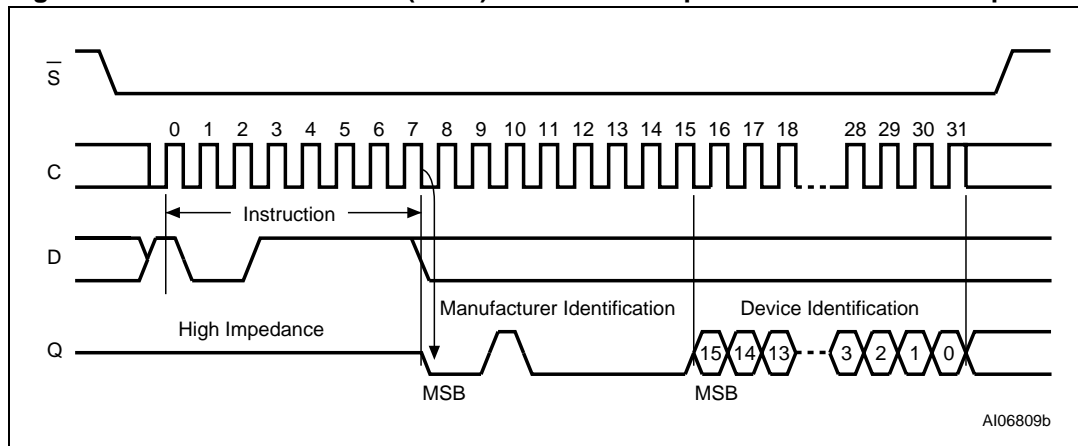 S
0 1 2 3 4 5 6 7 8 9 10 11 12 13 14 15 16 17 18 28 29 30 31
C
Instruction
D
Manufacturer Identification Device Identification
High Impedance
Q
15 14 13 3 2 1 0
MSB MSB
AI06809b